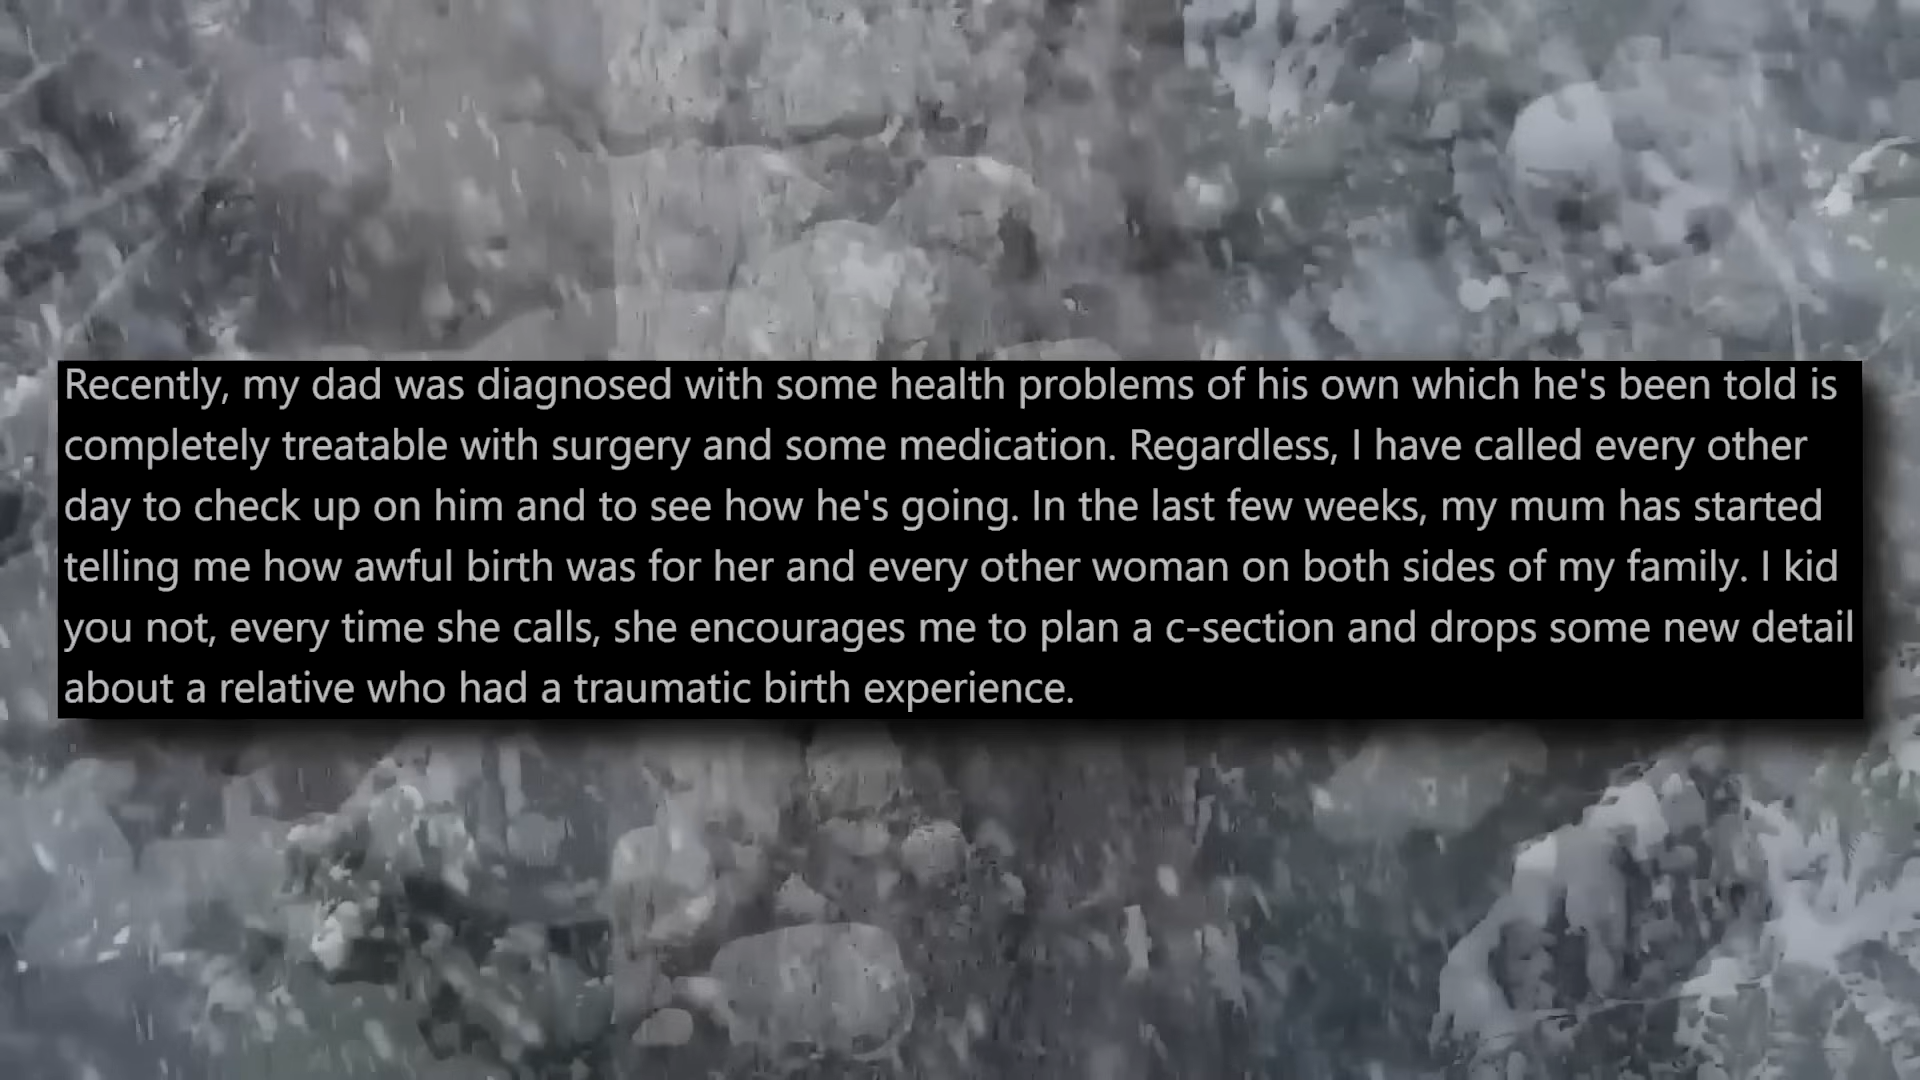 Recently, my dad was diagnosed with some health problems of his own which he's been told is
completely treatable with surgery and some medication. Regardless, I have called every other
day to check up on him and to see how he's going. In the last few weeks, my mum has started
telling me how awful birth was for her and every other woman on both sides of my family. I kid
you not, every time she calls, she encourages me to plan a c-section and drops some new detail
about a relative who had a traumatic birth experience.